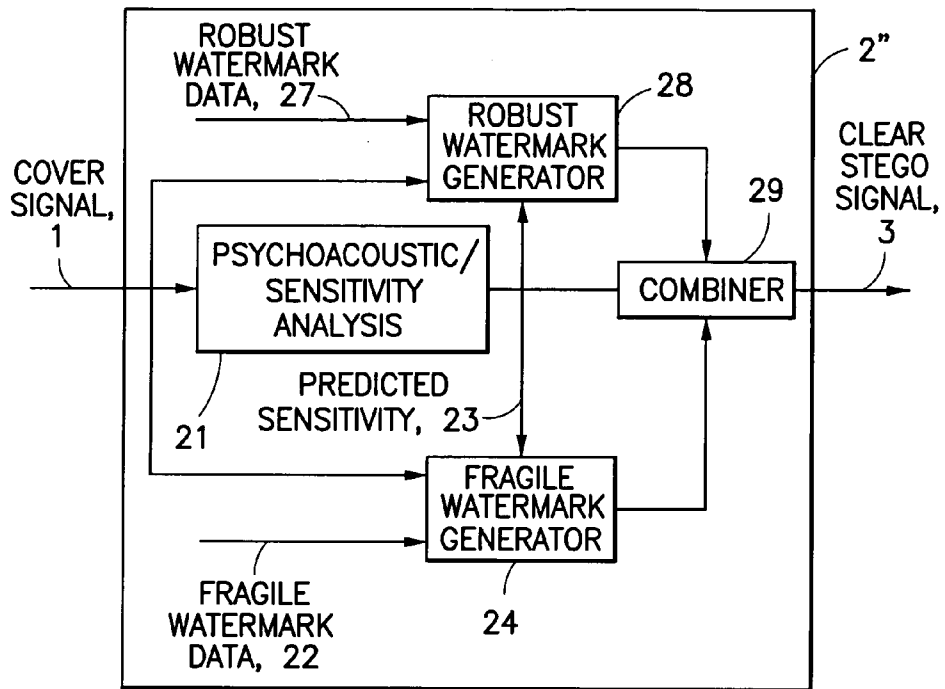 ROBUST
WATERMARK
DATA, 27
2”
28
ROBUST
WATERMARK
GENERATOR
CLEAR
STEGO
SIGNAL,
3
COVER
SIGNAL,
1
29
PSYCHOACOUSTIC/
SENSITIVITY
ANALYSIS
COMBINER
21
PREDICTED
SENSITIVITY, 23
FRAGILE
WATERMARK
GENERATOR
24
FRAGILE
WATERMARK
DATA, 22